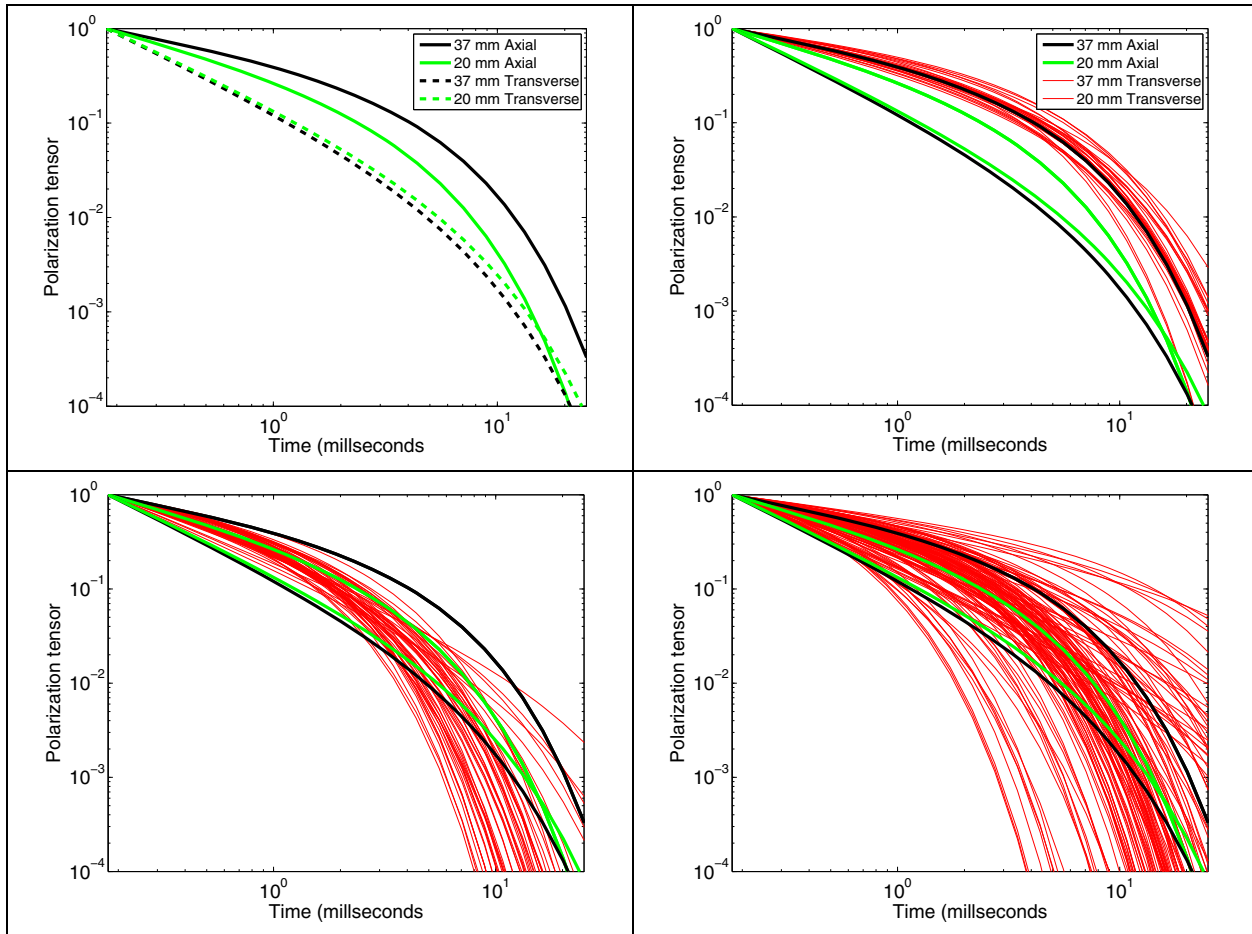 Polarization tensor
10^0
10^-1
10^-2
10^-3
10^-4
37 mm Axial
20 mm Axial
37 mm Transverse
20 mm Transverse
10^0
10^1
Time (millseconds
Polarization tensor
10^0
10^-1
10^-2
10^-3
10^-4
37 mm Axial
20 mm Axial
37 mm Transverse
20 mm Transverse
10^0
10^1
Time (millseconds
Polarization tensor
10^0
10^-1
10^-2
10^-3
10^-4
10^0
10^1
Time (millseconds
Polarization tensor
10^0
10^-1
10^-2
10^-3
10^-4
10^0
10^1
Time (millseconds